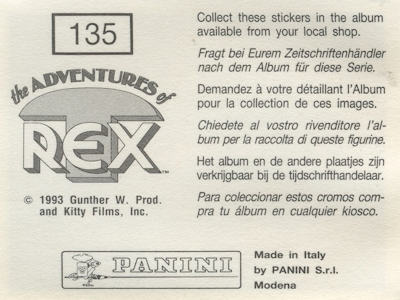 135
the ADVENTURES of
T
REX™
© 1993 Gunther W. Prod.
and Kitty Films, Inc.
Collect these stickers in the album
available from your local shop.
Fragt bei Eurem Zeitschriftenhändler
nach dem Album für diese Serie.
Demandez à votre détaillant l'Album
pour la collection de ces images.
Chiedete al vostro rivenditore l'al-
bum per la raccolta di queste figurine.
Het album en de andere plaatjes zijn
verkrijgbaar bij de tijdschrifthandelaar.
Para coleccionar estos cromos compra
tu álbum en cualquier kiosco.
PANINI
Made in Italy
by PANINI S.r.l.
Modena